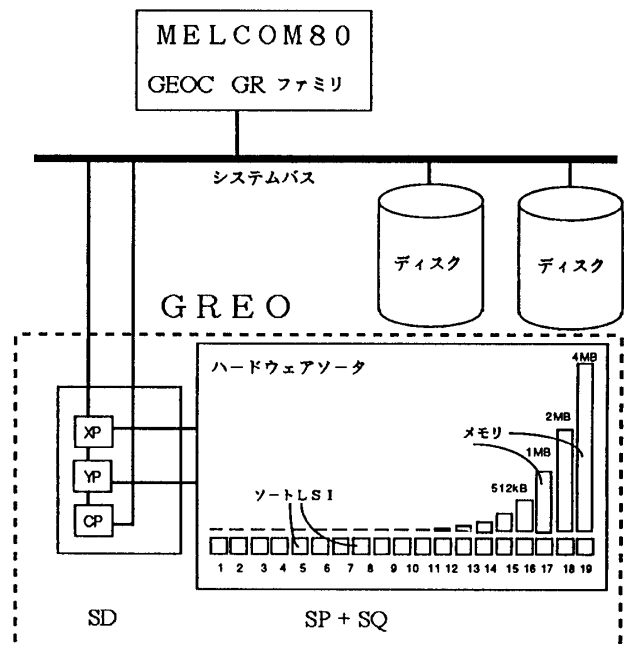 MELCOM80
GEOC GR ファミリ
システムバス
ディスク
ディスク
GREO
ハードウェアソータ
4MB
2MB
メモリ
1MB
512kB
ソートLSI
XP
YP
CP
1 2 3 4 5 6 7 8 9 10 11 12 13 14 15 16 17 18 19
SD
SP + SQ